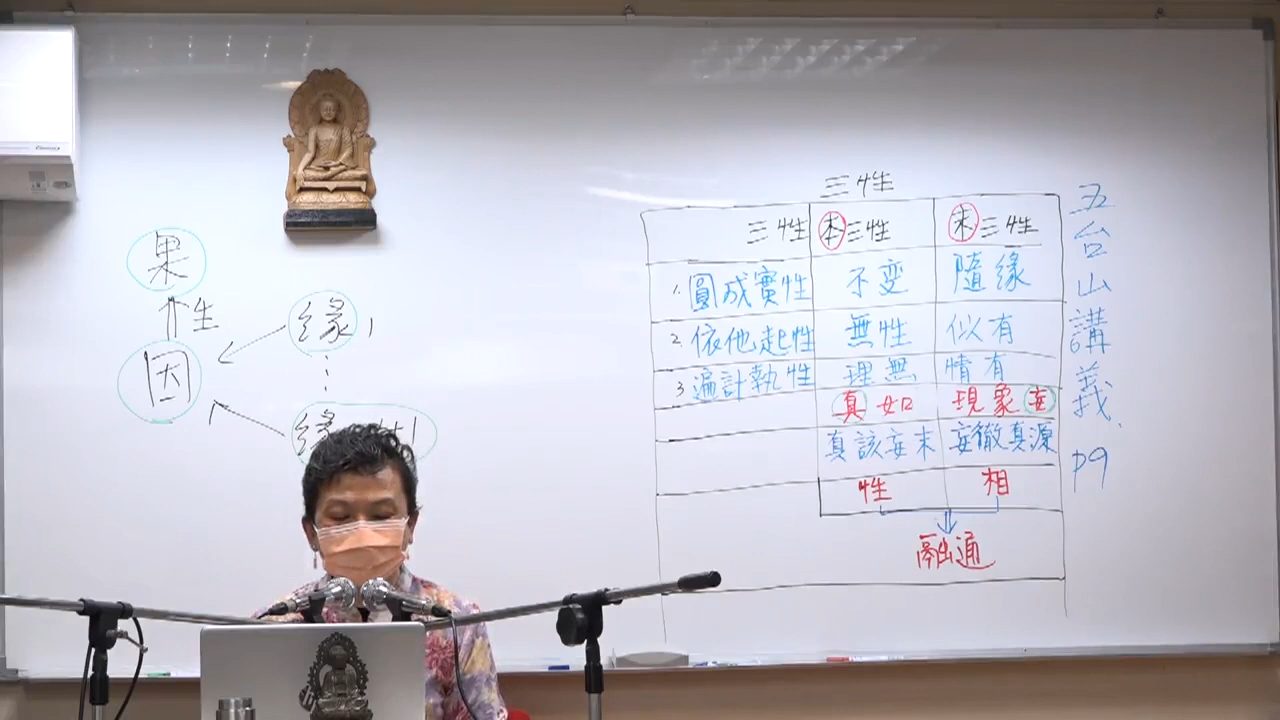 果
性
因
緣1
三性
三性 本三性 末三性
1. 圓成實性 不变 隨緣
2. 依他起性 無性 似有
3 遍計執性 理無 情有
真如 現象妄
真該妄末 妄徹真源
性 相
融通
五台山講義 p9